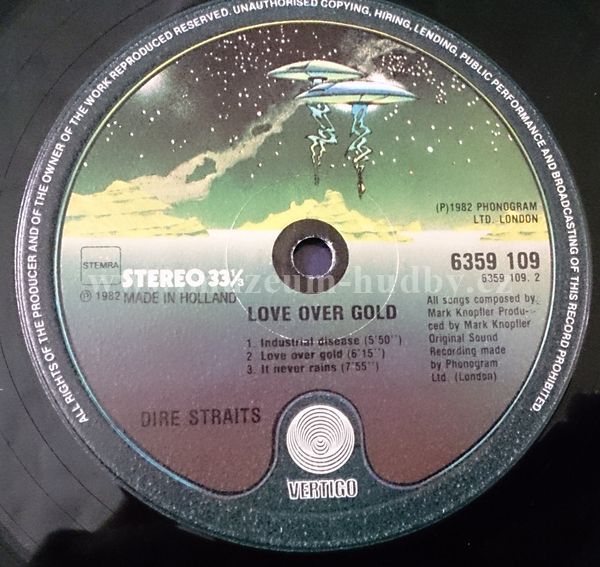 ALL RIGHTS OF THE PRODUCER AND OF THE OWNER OF THE WORK REPRODUCED RESERVED. UNAUTHORISED COPYING, HIRING, LENDING, PUBLIC PERFORMANCE AND BROADCASTING OF THIS RECORD PROHIBITED.
(P)1982 PHONOGRAM
LTD. LONDON
STEMRA
STEREO 33⅓
℗ 1982 MADE IN HOLLAND
6359 109
6359 109. 2
LOVE OVER GOLD
1. Industrial disease (5'50'')
2. Love over gold (6'15'')
3. It never rains (7'55'')
All songs composed by
Mark Knopfler Produ-
ced by Mark Knopfler
Original Sound
Recording made
by Phonogram
Ltd. (London)
DIRE STRAITS
VERTIGO